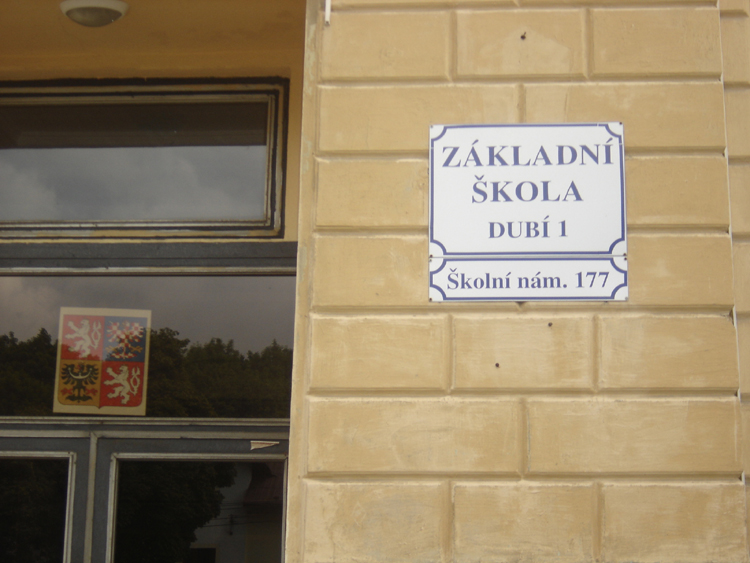 ZÁKLADNÍ
ŠKOLA
DUBÍ 1
Školní nám. 177